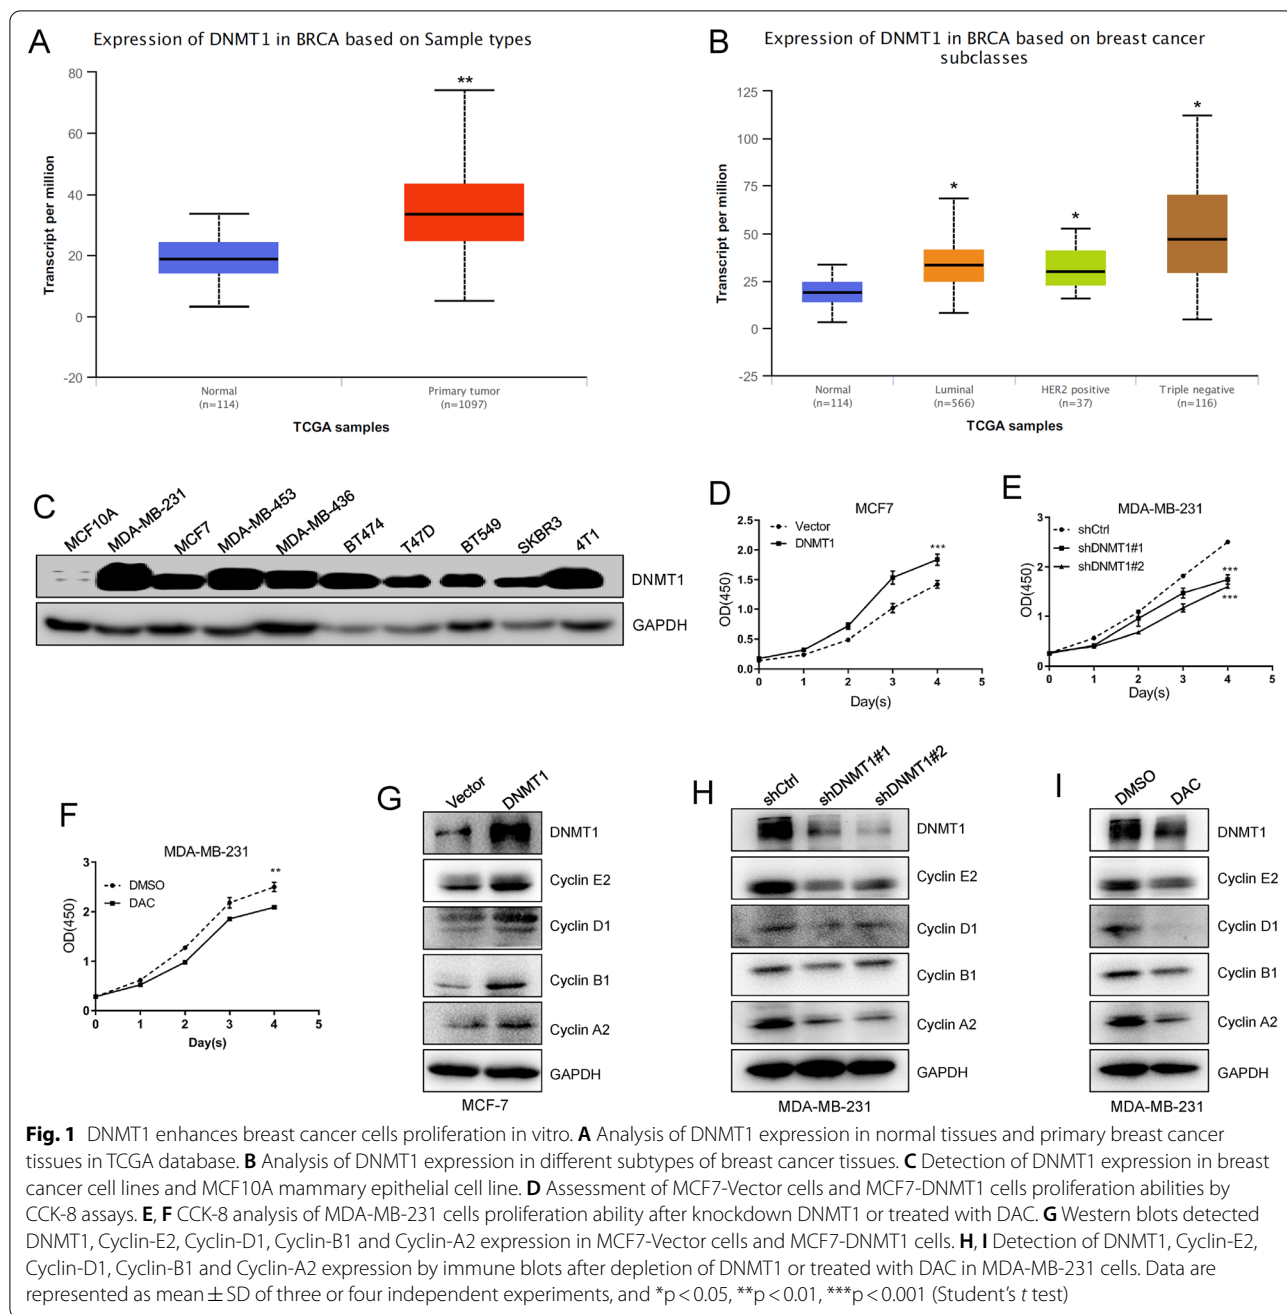 A
Expression of DNMT1 in BRCA based on Sample types
Transcript per million
80
**
60
40
20
0
-20
Normal
(n=114)
Primary tumor
(n=1097)
TCGA samples
B
Expression of DNMT1 in BRCA based on breast cancer
subclasses
Transcript per million
125
100
75
50
25
0
-25
*
*
*
Normal
(n=114)
Luminal
(n=566)
HER2 positive
(n=37)
Triple negative
(n=116)
TCGA samples
C
MCF10A
MDA-MB-231
MCF7
MDA-MB-453
MDA-MB-436
BT474
T47D
BT549
SKBR3
4T1
DNMT1
GAPDH
D
MCF7
Vector
DNMT1
***
OD(450)
2.5
2.0
1.5
1.0
0.5
0.0
0 1 2 3 4 5
Day(s)
E
MDA-MB-231
shCtrl
shDNMT1#1
shDNMT1#2
***
***
OD(450)
3
2
1
0
0 1 2 3 4 5
Day(s)
F
MDA-MB-231
DMSO
DAC
**
OD(450)
3
2
1
0
0 1 2 3 4 5
Day(s)
G
Vector
DNMT1
DNMT1
Cyclin E2
Cyclin D1
Cyclin B1
Cyclin A2
GAPDH
MCF-7
H
shCtrl
shDNMT1#1
shDNMT1#2
DNMT1
Cyclin E2
Cyclin D1
Cyclin B1
Cyclin A2
GAPDH
MDA-MB-231
I
DMSO
DAC
DNMT1
Cyclin E2
Cyclin D1
Cyclin B1
Cyclin A2
GAPDH
MDA-MB-231
Fig. 1 DNMT1 enhances breast cancer cells proliferation in vitro. A Analysis of DNMT1 expression in normal tissues and primary breast cancer
tissues in TCGA database. B Analysis of DNMT1 expression in different subtypes of breast cancer tissues. C Detection of DNMT1 expression in breast
cancer cell lines and MCF10A mammary epithelial cell line. D Assessment of MCF7-Vector cells and MCF7-DNMT1 cells proliferation abilities by
CCK-8 assays. E, F CCK-8 analysis of MDA-MB-231 cells proliferation ability after knockdown DNMT1 or treated with DAC. G Western blots detected
DNMT1, Cyclin-E2, Cyclin-D1, Cyclin-B1 and Cyclin-A2 expression in MCF7-Vector cells and MCF7-DNMT1 cells. H, I Detection of DNMT1, Cyclin-E2,
Cyclin-D1, Cyclin-B1 and Cyclin-A2 expression by immune blots after depletion of DNMT1 or treated with DAC in MDA-MB-231 cells. Data are
represented as mean ± SD of three or four independent experiments, and *p < 0.05, **p < 0.01, ***p < 0.001 (Student's t test)